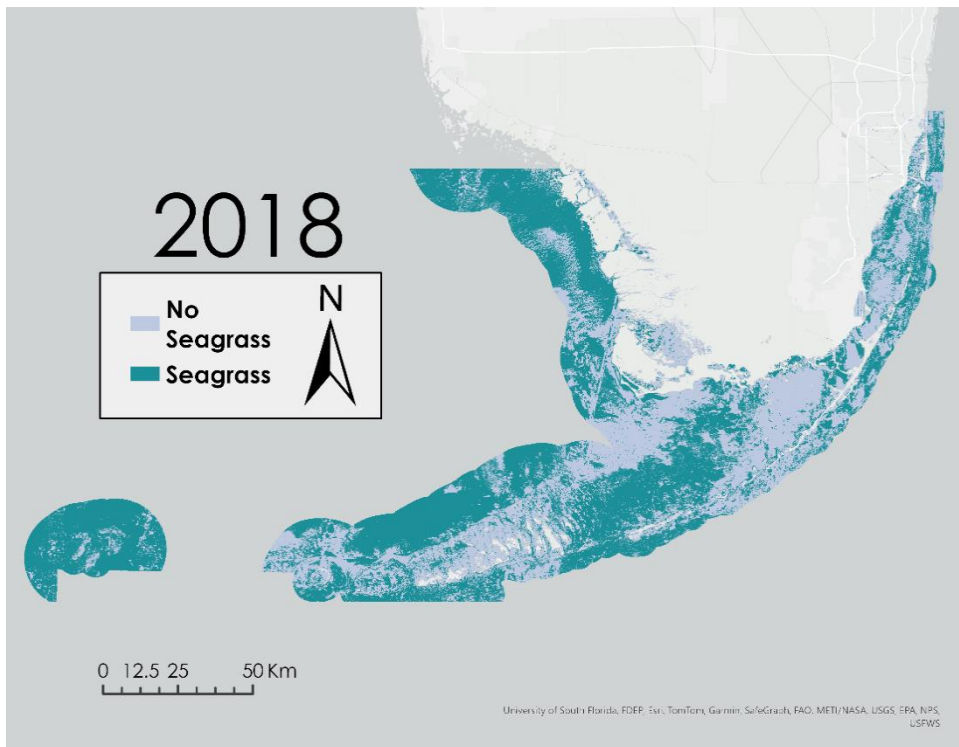 2018
No
Seagrass
Seagrass
N
0 12.5 25 50 Km
University of South Florida, FDEP, Esri, TomTom, Garmin, SafeGraph, FAO, METI/NASA, USGS, EPA, NPS,
USFWS